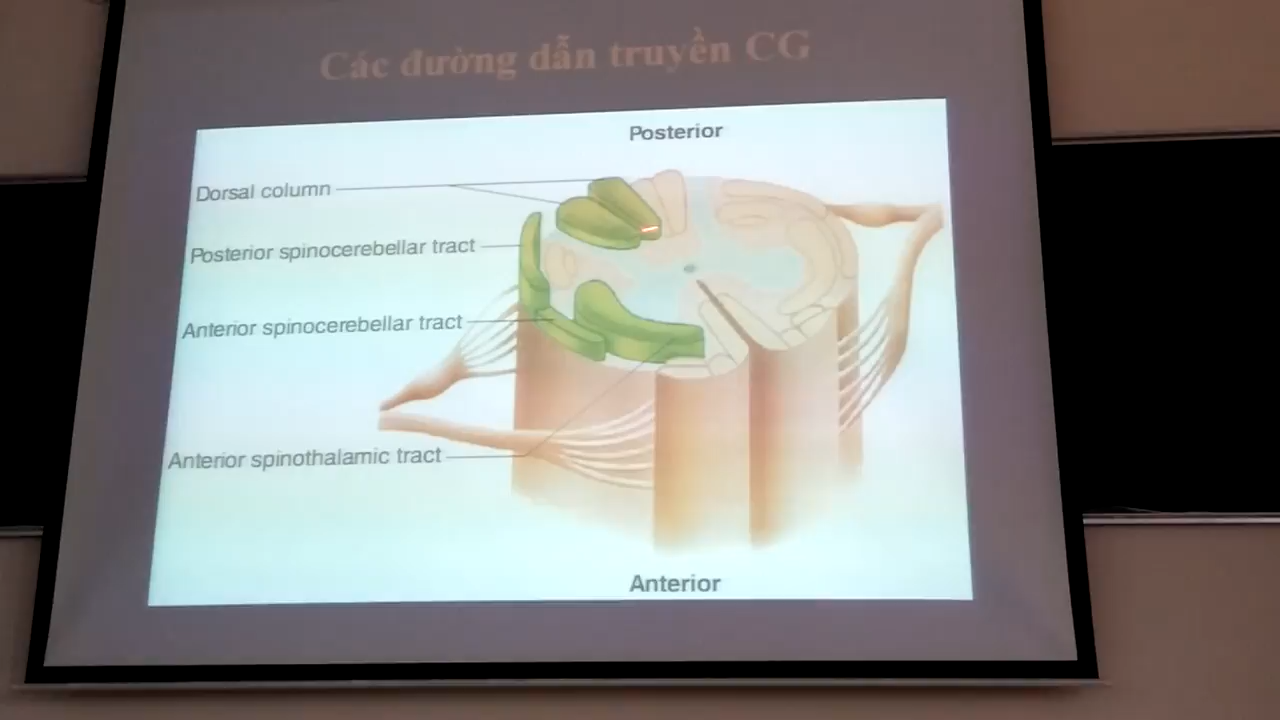 Các đường dẫn truyền CG
Posterior
Dorsal column
Posterior spinocerebellar tract
Anterior spinocerebellar tract
Anterior spinothalamic tract
Anterior